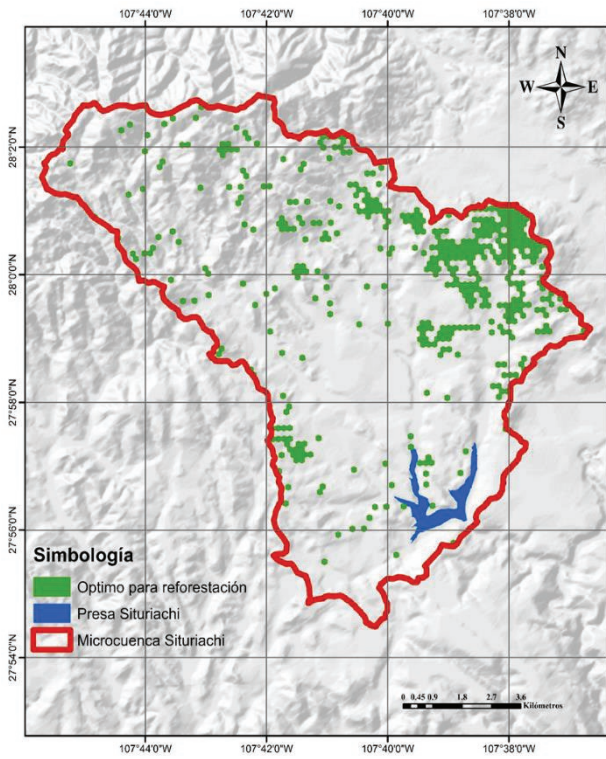 107°44'0"W 107°42'0"W 107°40'0"W 107°38'0"W
N
W E
S
28°2'0"N
28°0'0"N
27°58'0"N
27°56'0"N
27°54'0"N
Simbología
Optimo para reforestación
Presa Situriachi
Microcuenca Situriachi
0 0.45 0.9 1.8 2.7 3.6
Kilómetros
107°44'0"W 107°42'0"W 107°40'0"W 107°38'0"W